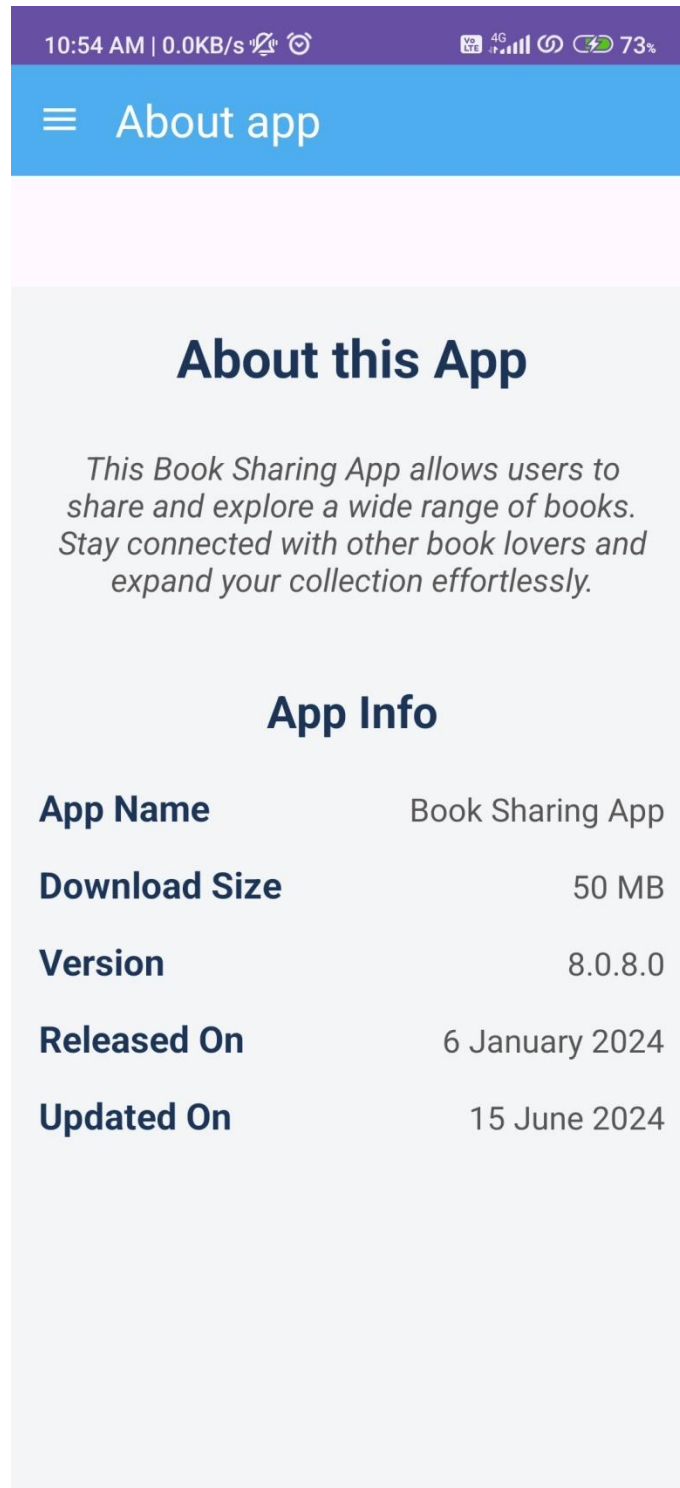 10:54 AM | 0.0KB/s Vo LTE 4G 73%
About app
About this App
This Book Sharing App allows users to
share and explore a wide range of books.
Stay connected with other book lovers and
expand your collection effortlessly.
App Info
App Name Book Sharing App
Download Size 50 MB
Version 8.0.8.0
Released On 6 January 2024
Updated On 15 June 2024